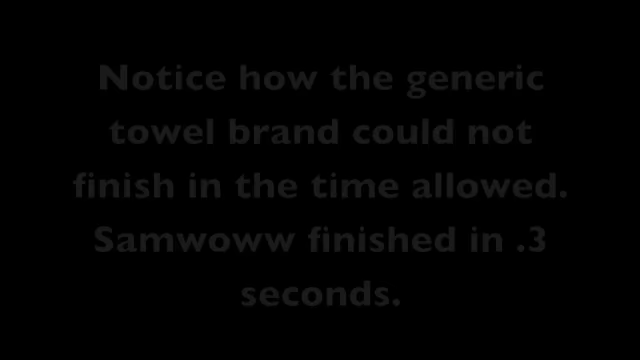 Notice how the generic
towel brand could not
finish in the time allowed.
Samwoww finished in .3
seconds.